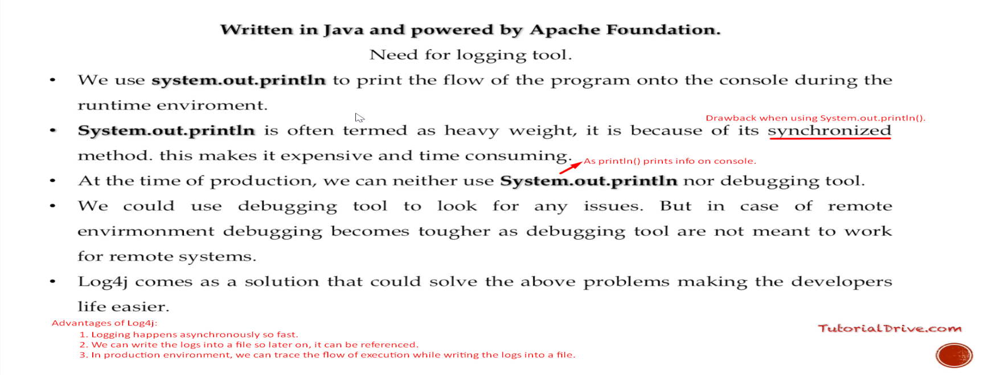 Written in Java and powered by Apache Foundation.
Need for logging tool.
• We use system.out.println to print the flow of the program onto the console during the
runtime enviroment.
Drawback when using System.out.println().
• System.out.println is often termed as heavy weight, it is because of its synchronized
method. this makes it expensive and time consuming.
As println() prints info on console.
• At the time of production, we can neither use System.out.println nor debugging tool.
• We could use debugging tool to look for any issues. But in case of remote
envirmonment debugging becomes tougher as debugging tool are not meant to work
for remote systems.
• Log4j comes as a solution that could solve the above problems making the developers
life easier.
Advantages of Log4j:
1. Logging happens asynchronously so fast.
2. We can write the logs into a file so later on, it can be referenced.
3. In production environment, we can trace the flow of execution while writing the logs into a file.
TutorialDrive.com